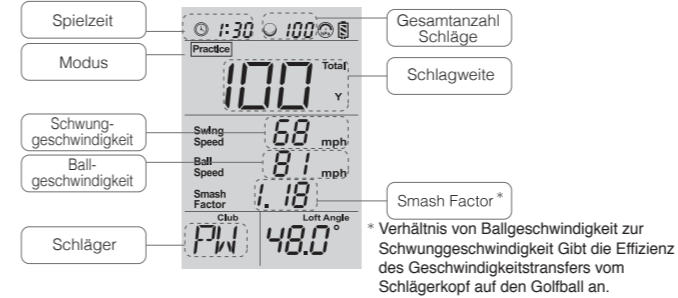 Spielzeit
1:30
100
Gesamtanzahl
Schläge
Modus
Practice
Total
100
Y
Schlagweite
Schwung-
geschwindigkeit
Swing
Speed
68 mph
Ball-
geschwindigkeit
Ball
Speed
81 mph
Smash
Factor
1.18
Smash Factor *
Schläger
Club
PW
Loft Angle
48.0°
* Verhältnis von Ballgeschwindigkeit zur
Schwunggeschwindigkeit Gibt die Effizienz
des Geschwindigkeitstransfers vom
Schlägerkopf auf den Golfball an.